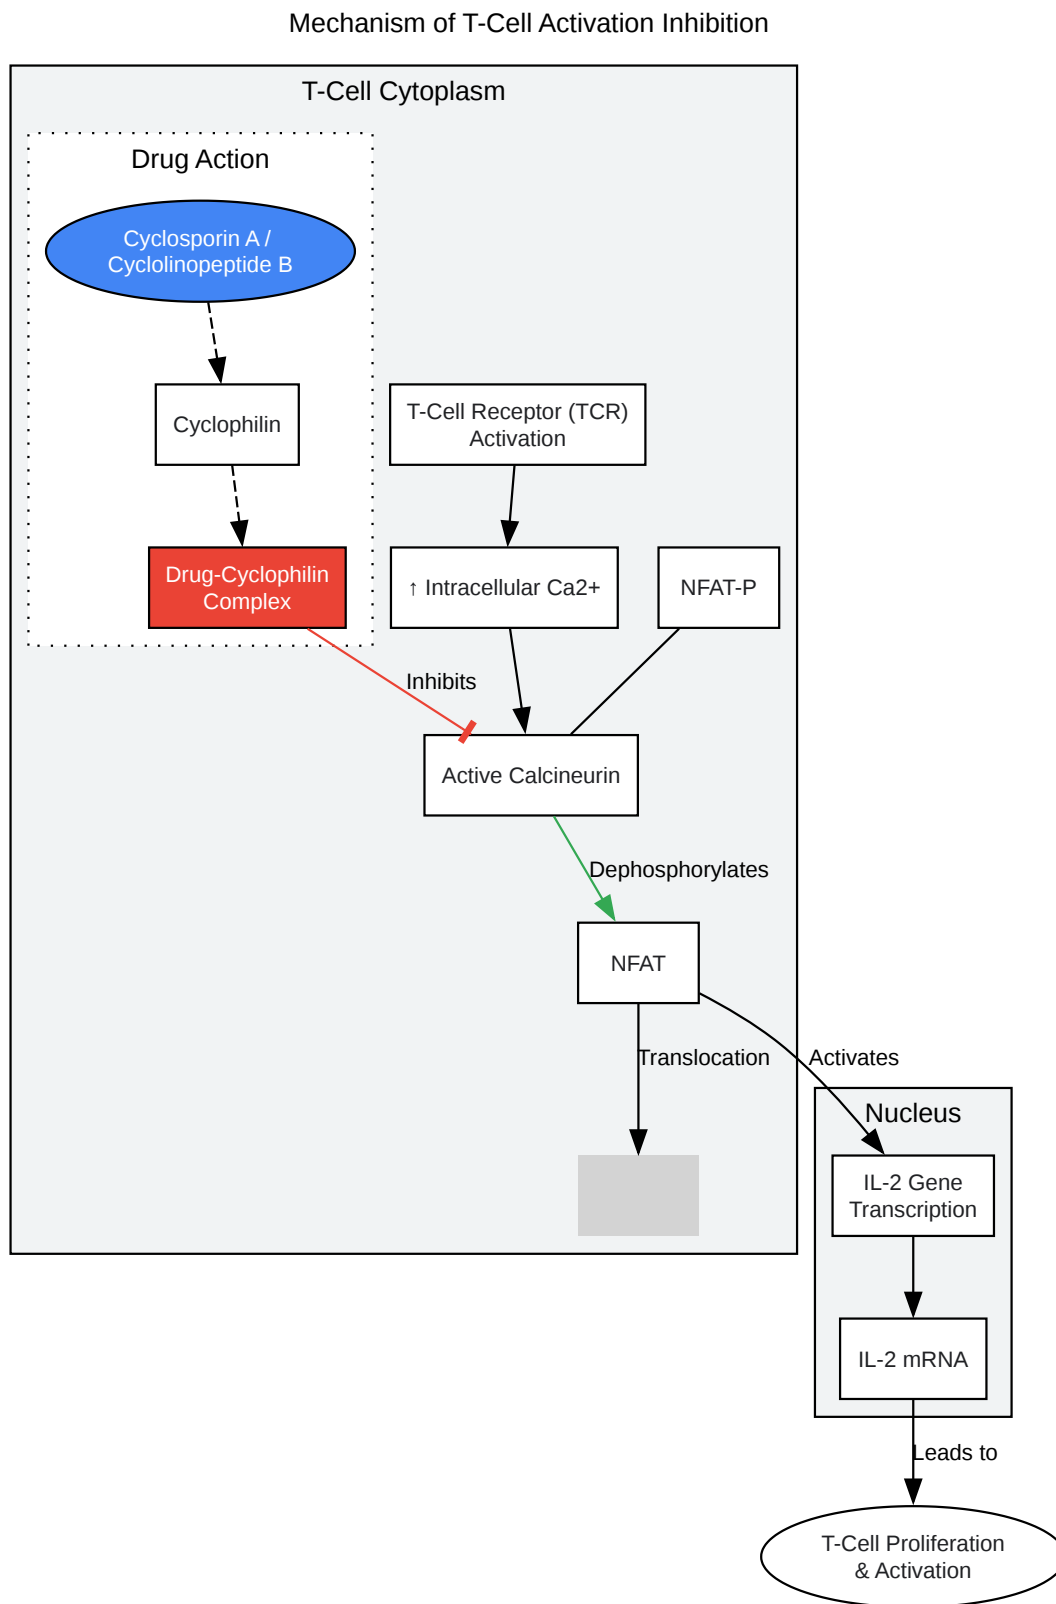 Mechanism of T-Cell Activation Inhibition
T-Cell Cytoplasm
Drug Action
Cyclosporin A /
Cyclolinopeptide B
Cyclophilin
T-Cell Receptor (TCR)
Activation
Drug-Cyclophilin
Complex
↑ Intracellular Ca2+
NFAT-P
Inhibits
Active Calcineurin
Dephosphorylates
NFAT
Translocation
Activates
Nucleus
IL-2 Gene
Transcription
IL-2 mRNA
Leads to
T-Cell Proliferation
& Activation